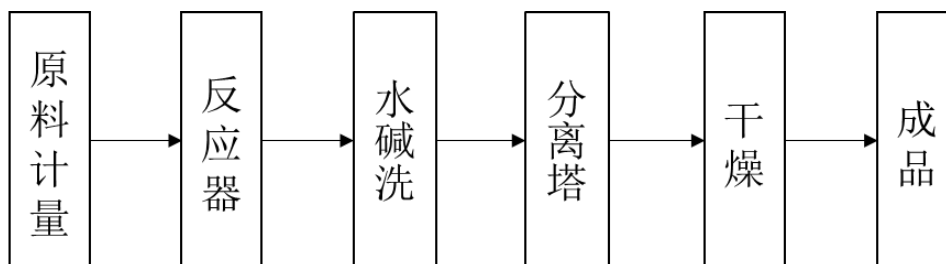 原料计量
反应器
水碱洗
分离塔
干燥
成品